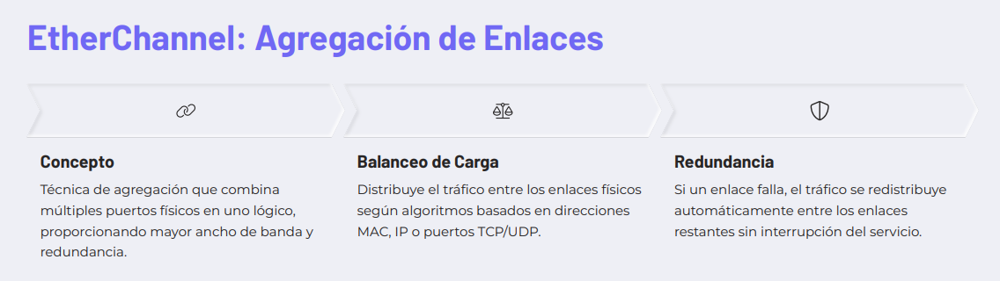 EtherChannel: Agregación de Enlaces
Concepto
Técnica de agregación que combina
múltiples puertos físicos en uno lógico,
proporcionando mayor ancho de banda y
redundancia.
Balanceo de Carga
Distribuye el tráfico entre los enlaces físicos
según algoritmos basados en direcciones
MAC, IP o puertos TCP/UDP.
Redundancia
Si un enlace falla, el tráfico se redistribuye
automáticamente entre los enlaces
restantes sin interrupción del servicio.